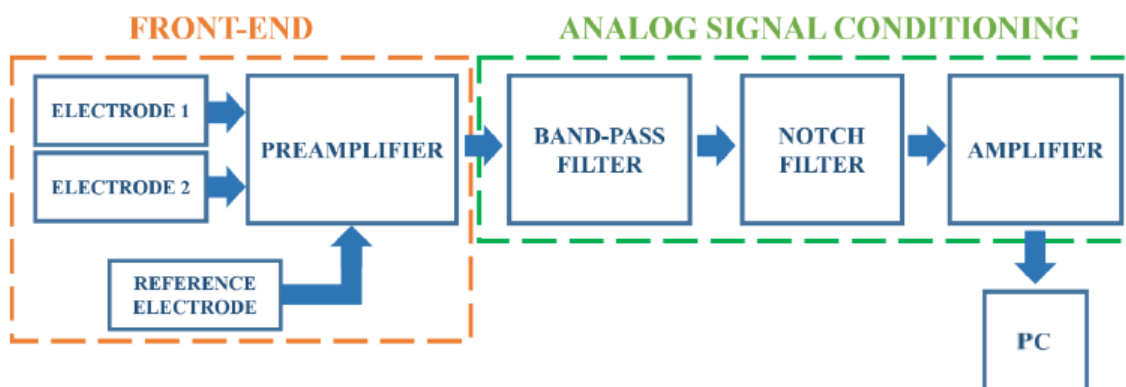 FRONT-END
ANALOG SIGNAL CONDITIONING
ELECTRODE 1
ELECTRODE 2
PREAMPLIFIER
REFERENCE
ELECTRODE
BAND-PASS
FILTER
NOTCH
FILTER
AMPLIFIER
PC